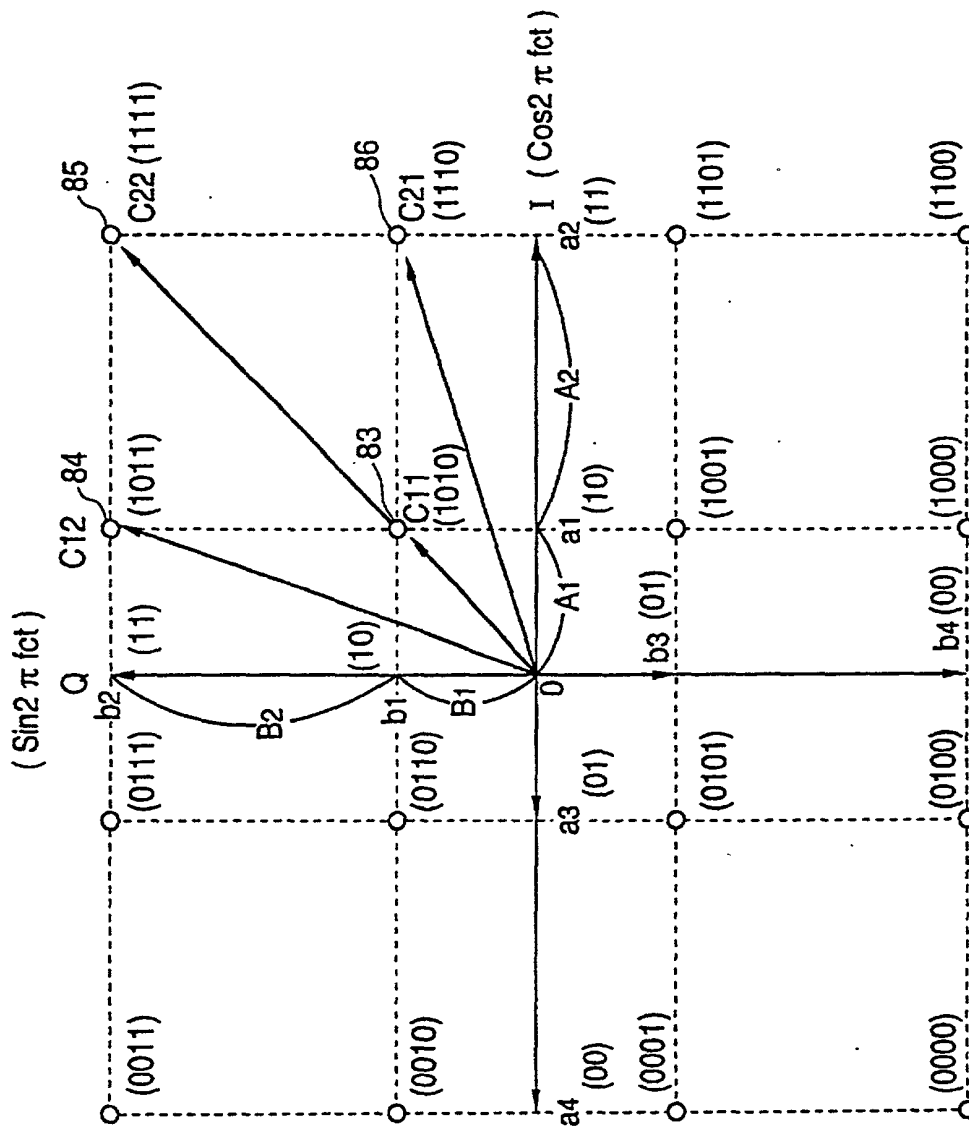 ( Sin2 π fct )
Q
C12
84
85
b2
(0011)
(0111)
(11)
(1011)
C22 (1111)
B2
83
86
b1
(10)
C11
(1010)
C21
(1110)
(0010)
(0110)
B1
0
A1
A2
I ( Cos2 π fct )
a4
(00)
a3
(01)
a1
(10)
a2
(11)
(0001)
(0101)
b3 (01)
(1001)
(1101)
(0000)
(0100)
b4 (00)
(1000)
(1100)